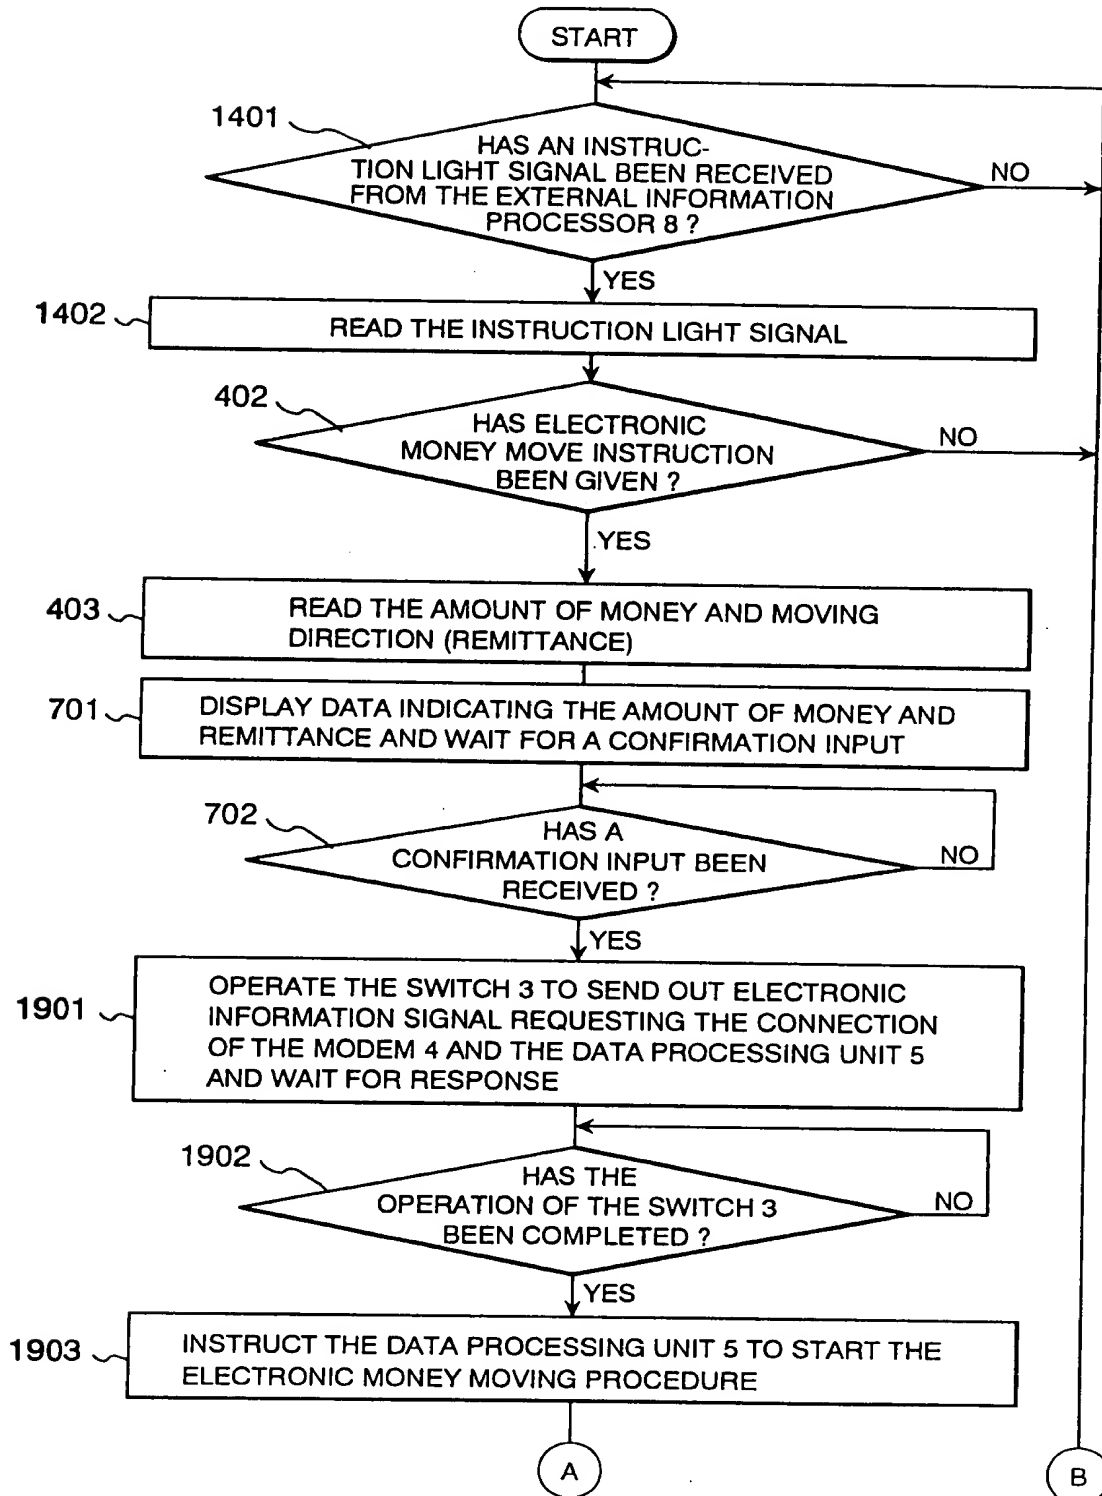 START
1401
HAS AN INSTRUC-
TION LIGHT SIGNAL BEEN RECEIVED
FROM THE EXTERNAL INFORMATION
PROCESSOR 8 ?
NO
YES
1402
READ THE INSTRUCTION LIGHT SIGNAL
402
HAS ELECTRONIC
MONEY MOVE INSTRUCTION
BEEN GIVEN ?
NO
YES
403
READ THE AMOUNT OF MONEY AND MOVING
DIRECTION (REMITTANCE)
701
DISPLAY DATA INDICATING THE AMOUNT OF MONEY AND
REMITTANCE AND WAIT FOR A CONFIRMATION INPUT
702
HAS A
CONFIRMATION INPUT BEEN
RECEIVED ?
NO
YES
1901
OPERATE THE SWITCH 3 TO SEND OUT ELECTRONIC
INFORMATION SIGNAL REQUESTING THE CONNECTION
OF THE MODEM 4 AND THE DATA PROCESSING UNIT 5
AND WAIT FOR RESPONSE
1902
HAS THE
OPERATION OF THE SWITCH 3
BEEN COMPLETED ?
NO
YES
1903
INSTRUCT THE DATA PROCESSING UNIT 5 TO START THE
ELECTRONIC MONEY MOVING PROCEDURE
A
B